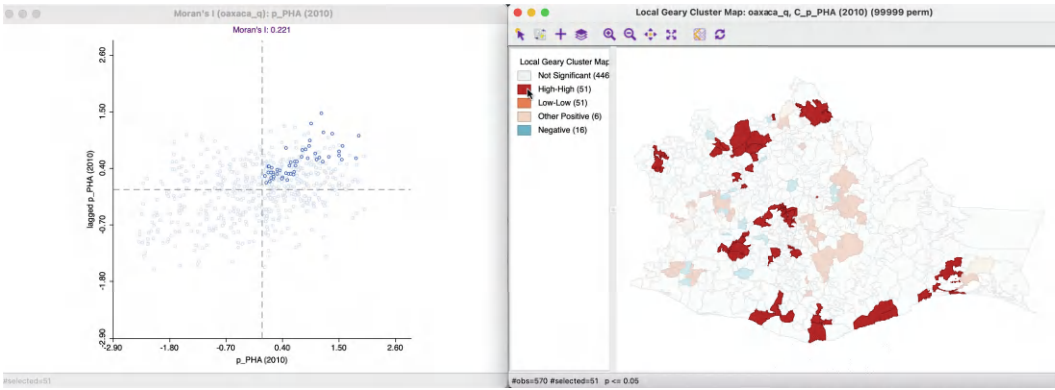 Moran's I (oaxaca_q): p_PHA (2010)
Moran's I: 0.221
2.60
1.50
0.40
-0.70
-1.80
-2.90
lagged p_PHA (2010)
-2.90
-1.80
-0.70
0.40
1.50
2.60
p_PHA (2010)
#selected=51
Local Geary Cluster Map: oaxaca_q, C_p_PHA (2010) (99999 perm)
Local Geary Cluster Map
Not Significant (446
High-High (51)
Low-Low (51)
Other Positive (6)
Negative (16)
#obs=570 #selected=51 p <= 0.05